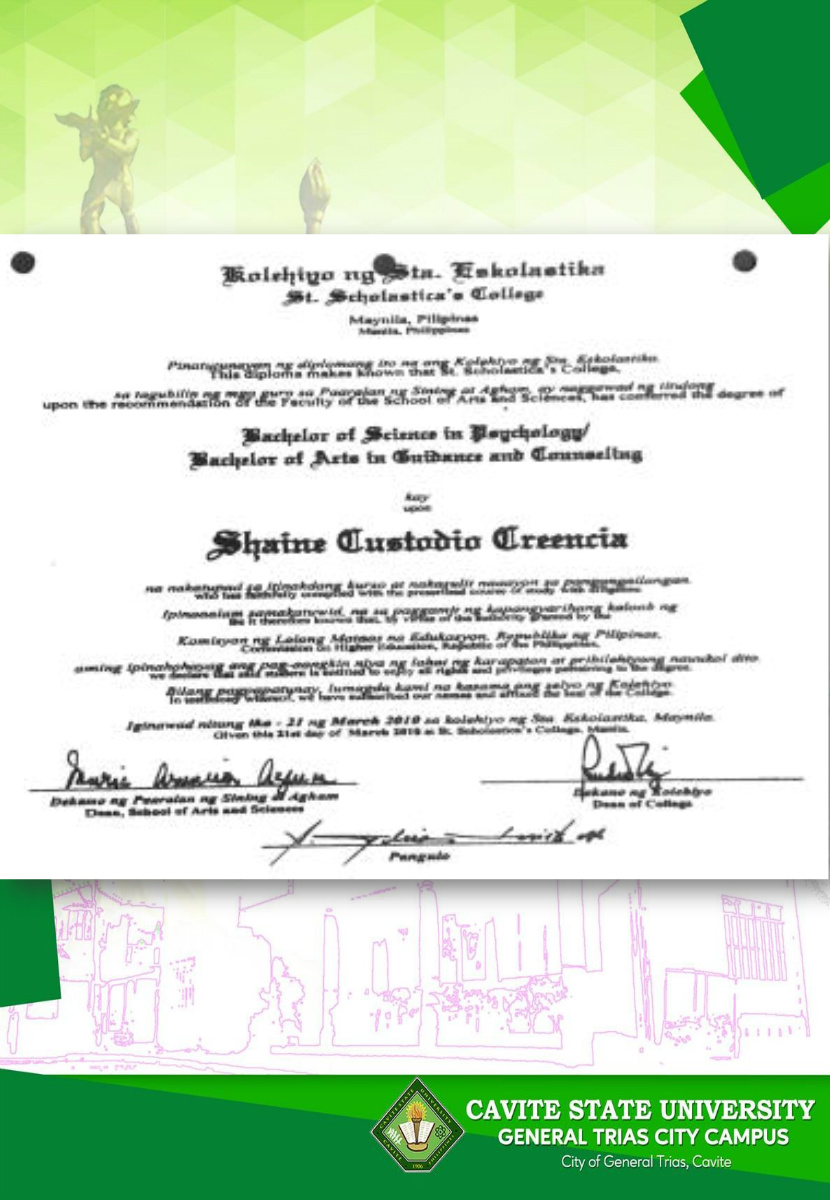 Kolehiyo ng Sta. Eskolastika
St. Scholastica's College
Maynila, Pilipinas
Manila, Philippines
Pinatutunayan ng diplomang ito na ang Kolehiyo ng Sta. Eskolastika.
This diploma makes known that St. Scholastica's College,
sa tagubilin ng mga guro sa Paaralan ng Sining at Agham, ay naggawad ng titulong
upon the recommendation of the Faculty of the School of Arts and Sciences, has conferred the degree of
Bachelor of Science in Psychology/
Bachelor of Arts in Guidance and Counseling
kay
upon
Shaine Custodio Creencia
na nakatupad sa itinakdang kurso at nakasulit naaayon sa pangangailangan.
who has faithfully complied with the prescribed course of study with diligence.
Ipinaaalam samakatuwid, na sa paggamit ng kapangyarihang kaloob ng
Be it therefore known that, by virtue of the authority granted by the
Komisyon ng Lalong Mataas na Edukasyon, Republika ng Pilipinas,
Commission on Higher Education, Republic of the Philippines,
aming ipinahahayag ang pag-aangkin niya ng lahat ng karapatan at pribilehiyong nauukol dito.
we declare that said student is entitled to enjoy all rights and privileges pertaining to the degree.
Bilang pagpapatunay, lumagda kami na kasama ang selyo ng Kolehiyo.
In testimony whereof, we have subscribed our names and affixed the seal of the College.
Iginawad nitong ika - 21 ng March 2010 sa kolehiyo ng Sta. Eskolastika, Maynila.
Given this 21st day of March 2010 at St. Scholastica's College, Manila.
Dekano ng Paaralan ng Sining at Agham
Dean, School of Arts and Sciences
Dekano ng Kolehiyo
Dean of College
Pangulo
CAVITE STATE UNIVERSITY
GENERAL TRIAS CITY CAMPUS
City of General Trias, Cavite
CAVITE STATE UNIVERSITY
1906